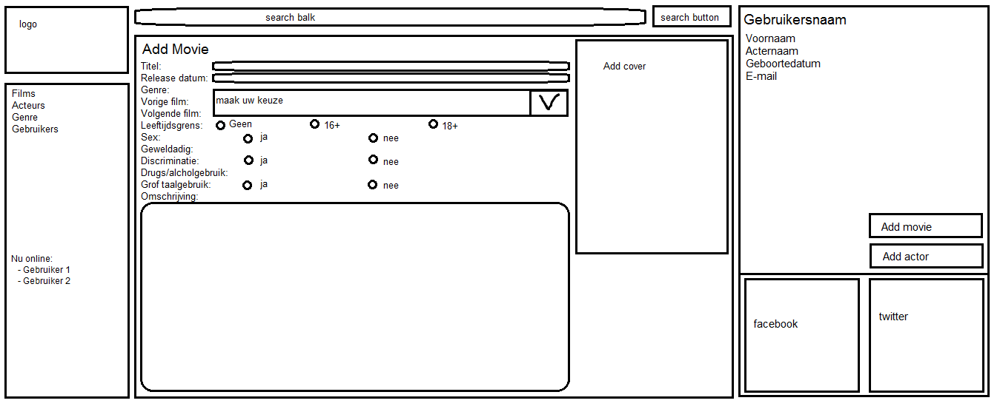 logo
Films
Acteurs
Genre
Gebruikers
Nu online:
- Gebruiker 1
- Gebruiker 2
search balk
search button
Add Movie
Titel:
Release datum:
Genre:
Vorige film:
maak uw keuze
Volgende film:
Leeftijdsgrens: Geen 16+ 18+
Sex: ja nee
Geweldadig:
Discriminatie: ja nee
Drugs/alcholgebruik:
Grof taalgebruik: ja nee
Omschrijving:
Add cover
Gebruikersnaam
Voornaam
Acternaam
Geboortedatum
E-mail
Add movie
Add actor
facebook
twitter